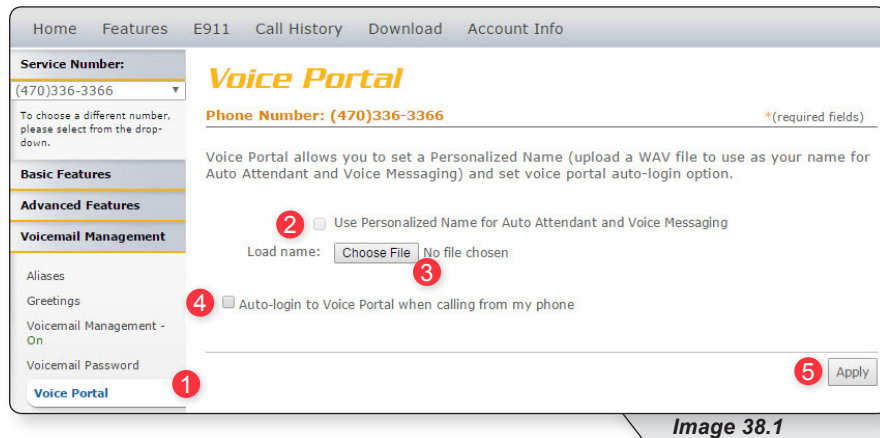 Home Features E911 Call History Download Account Info
Service Number:
(470)336-3366
To choose a different number,
please select from the drop-
down.
Basic Features
Advanced Features
Voicemail Management
Aliases
Greetings
Voicemail Management -
On
Voicemail Password
Voice Portal
1
Voice Portal
Phone Number: (470)336-3366 *(required fields)
Voice Portal allows you to set a Personalized Name (upload a WAV file to use as your name for
Auto Attendant and Voice Messaging) and set voice portal auto-login option.
2 Use Personalized Name for Auto Attendant and Voice Messaging
Load name: Choose File No file chosen
3
4 Auto-login to Voice Portal when calling from my phone
5 Apply
Image 38.1